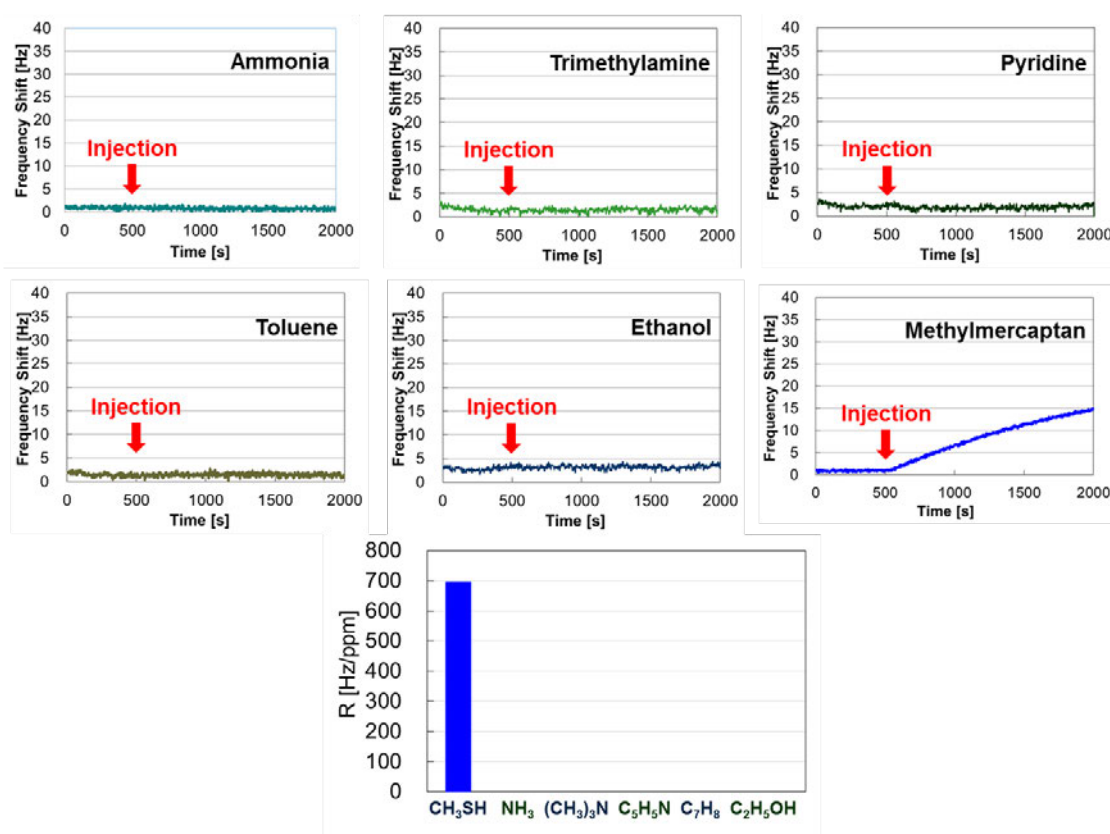 Frequency Shift [Hz]
40
35
30
25
20
15
10
5
0
Ammonia
Injection
0 500 1000 1500 2000
Time [s]
Frequency Shift [Hz]
40
35
30
25
20
15
10
5
0
Trimethylamine
Injection
0 500 1000 1500 2000
Time [s]
Frequency Shift [Hz]
40
35
30
25
20
15
10
5
0
Pyridine
Injection
0 500 1000 1500 2000
Time [s]
Frequency Shift [Hz]
40
35
30
25
20
15
10
5
0
Toluene
Injection
0 500 1000 1500 2000
Time [s]
Frequency Shift [Hz]
40
35
30
25
20
15
10
5
0
Ethanol
Injection
0 500 1000 1500 2000
Time [s]
Frequency Shift [Hz]
40
35
30
25
20
15
10
5
0
Methylmercaptan
Injection
0 500 1000 1500 2000
Time [s]
R [Hz/ppm]
800
700
600
500
400
300
200
100
0
CH₃SH NH₃ (CH₃)₃N C₅H₅N C₇H₈ C₂H₅OH